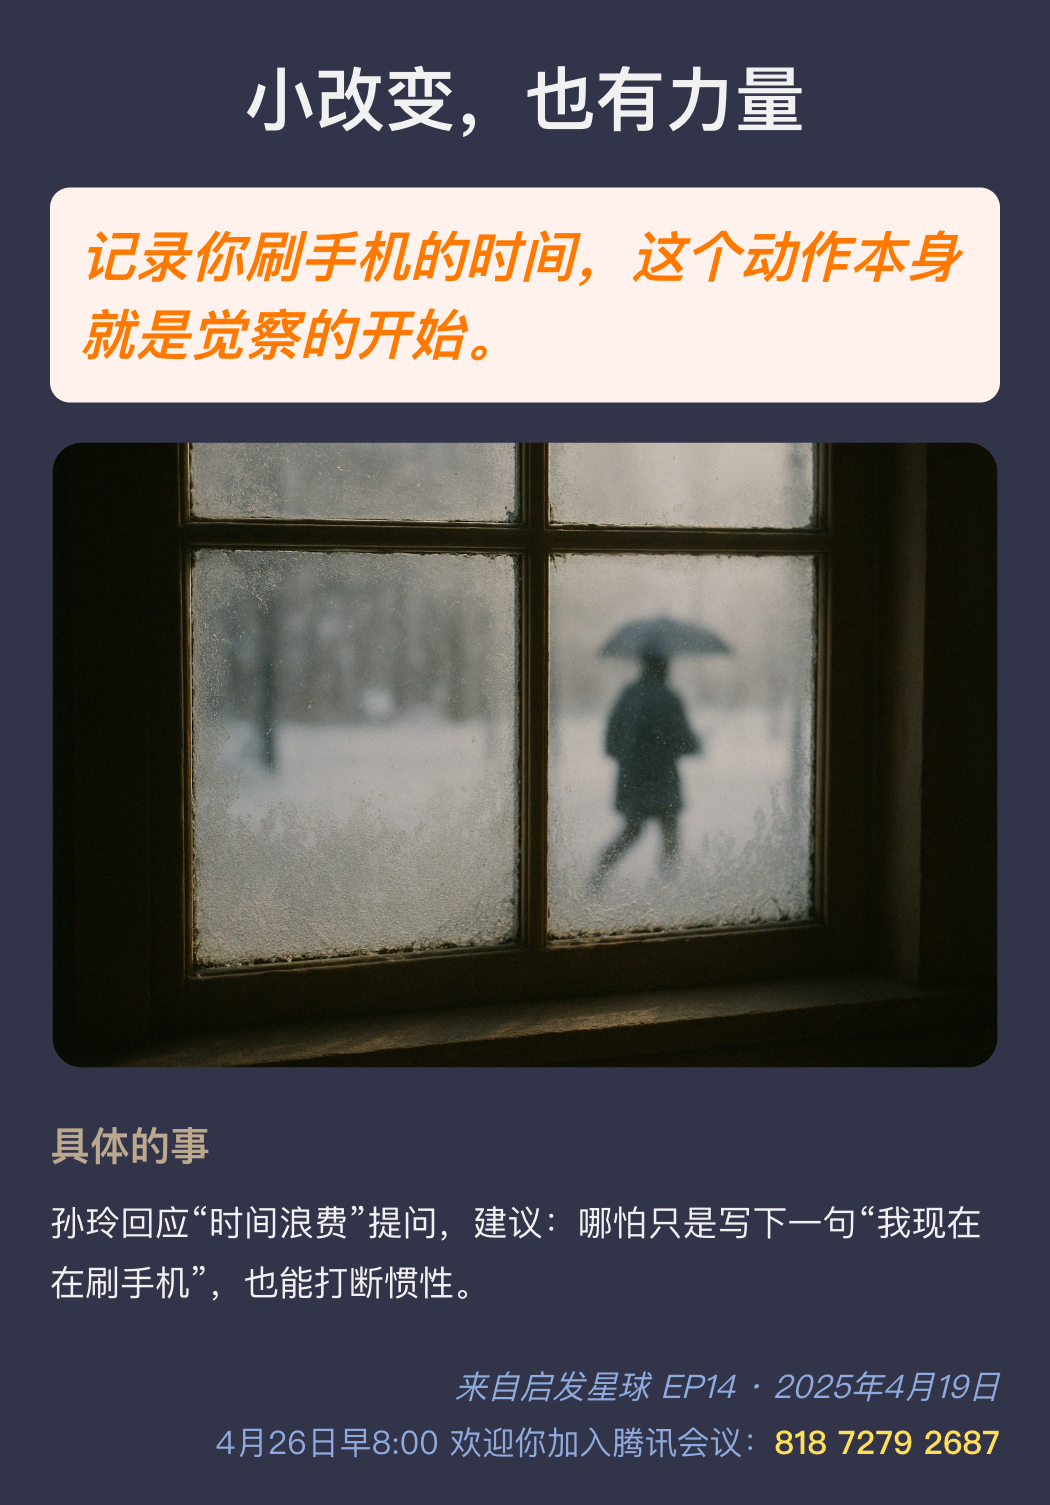 小改变，也有力量
记录你刷手机的时间，这个动作本身
就是觉察的开始。
具体的事
孙玲回应“时间浪费”提问，建议：哪怕只是写下一句“我现在
在刷手机”，也能打断惯性。
来自启发星球 EP14 · 2025年4月19日
4月26日早8:00 欢迎你加入腾讯会议：818 7279 2687